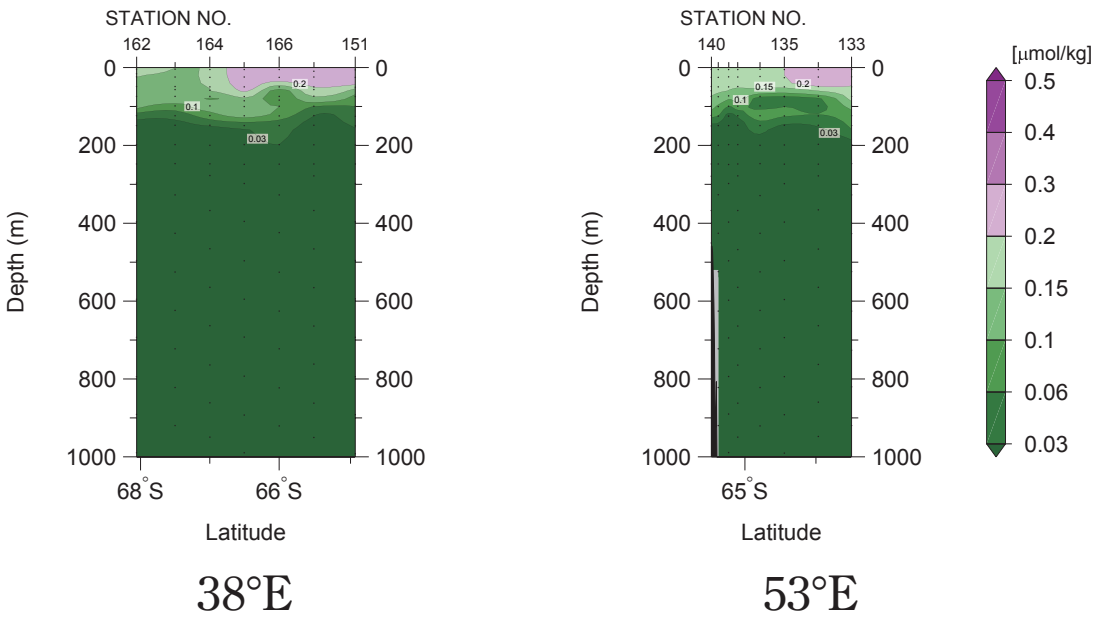 STATION NO.
162 164 166 151
0 0
0.2
0.1
0.03
200 200
400 400
600 600
800 800
1000 1000
Depth (m)
68°S 66°S
Latitude
38°E
STATION NO.
140 135 133
0 0
0.15 0.2
0.1
0.03
200 200
400 400
600 600
800 800
1000 1000
Depth (m)
65°S
Latitude
53°E
[μmol/kg]
0.5
0.4
0.3
0.2
0.15
0.1
0.06
0.03